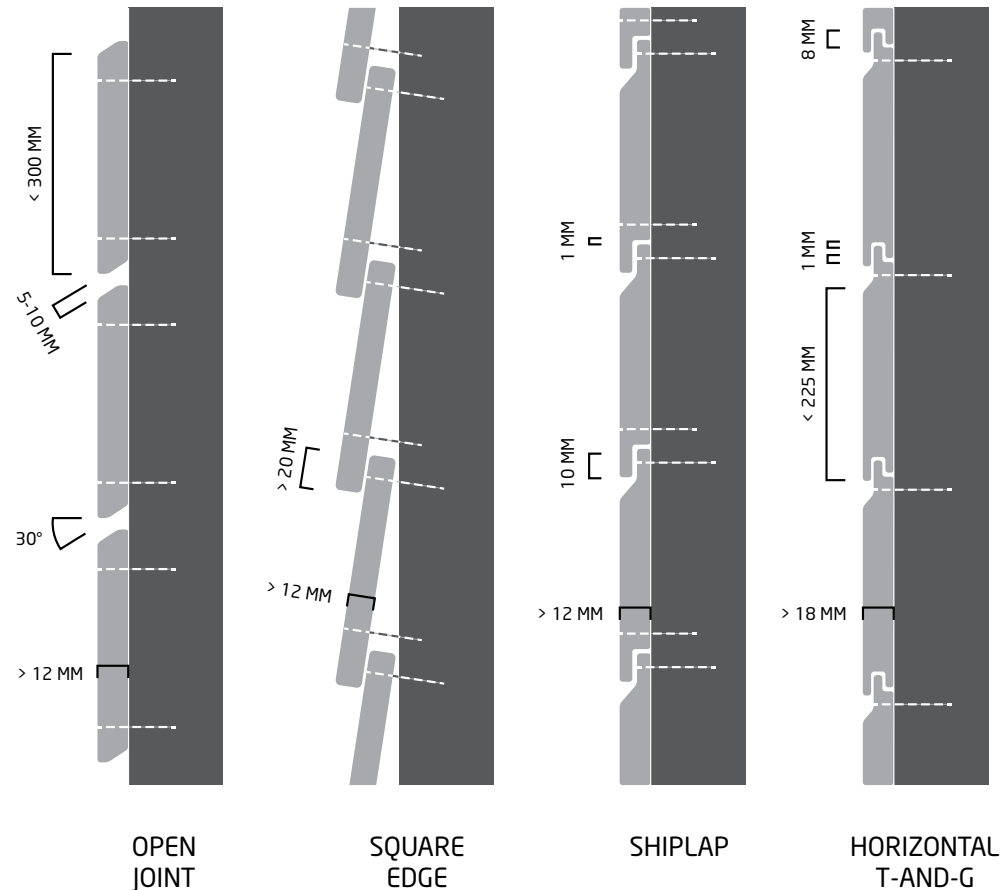 < 300 MM
5-10 MM
30°
> 12 MM
OPEN
JOINT
> 20 MM
> 12 MM
SQUARE
EDGE
1 MM
10 MM
> 12 MM
SHIPLAP
8 MM
1 MM
< 225 MM
> 18 MM
HORIZONTAL
T-AND-G